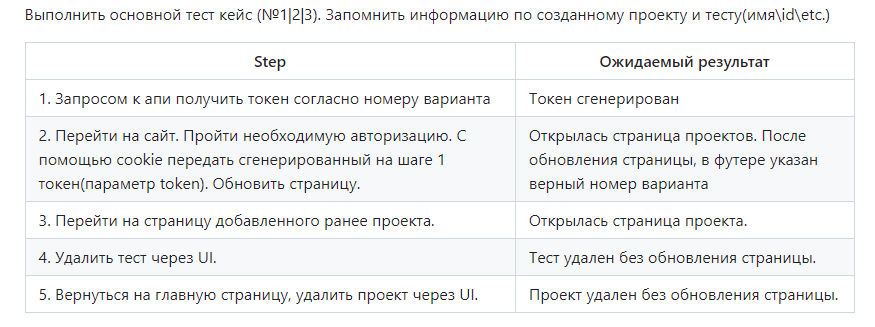 Выполнить основной тест кейс (№1|2|3). Запомнить информацию по созданному проекту и тесту(имя\id\etc.)
Step
Ожидаемый результат
1. Запросом к апи получить токен согласно номеру варианта
Токен сгенерирован
2. Перейти на сайт. Пройти необходимую авторизацию. С
помощью cookie передать сгенерированный на шаге 1
токен(параметр token). Обновить страницу.
Открылась страница проектов. После
обновления страницы, в футере указан
верный номер варианта
3. Перейти на страницу добавленного ранее проекта.
Открылась страница проекта.
4. Удалить тест через UI.
Тест удален без обновления страницы.
5. Вернуться на главную страницу, удалить проект через UI.
Проект удален без обновления страницы.